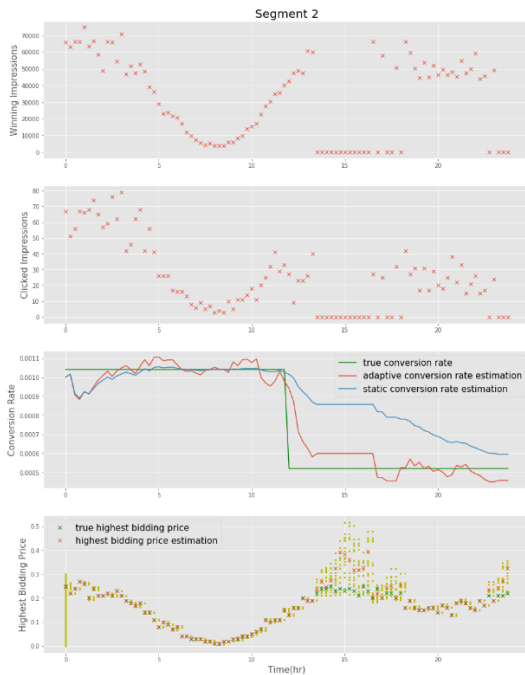 Segment 2
Winning Impressions
70000
60000
50000
40000
30000
20000
10000
0
0 5 10 15 20
Clicked Impressions
80
70
60
50
40
30
20
10
0
0 5 10 15 20
Conversion Rate
0.0011
0.0010
0.0009
0.0008
0.0007
0.0006
0.0005
true conversion rate
adaptive conversion rate estimation
static conversion rate estimation
0 5 10 15 20
Highest Bidding Price
0.5
0.4
0.3
0.2
0.1
0.0
true highest bidding price
highest bidding price estimation
0 5 10 15 20
Time(hr)